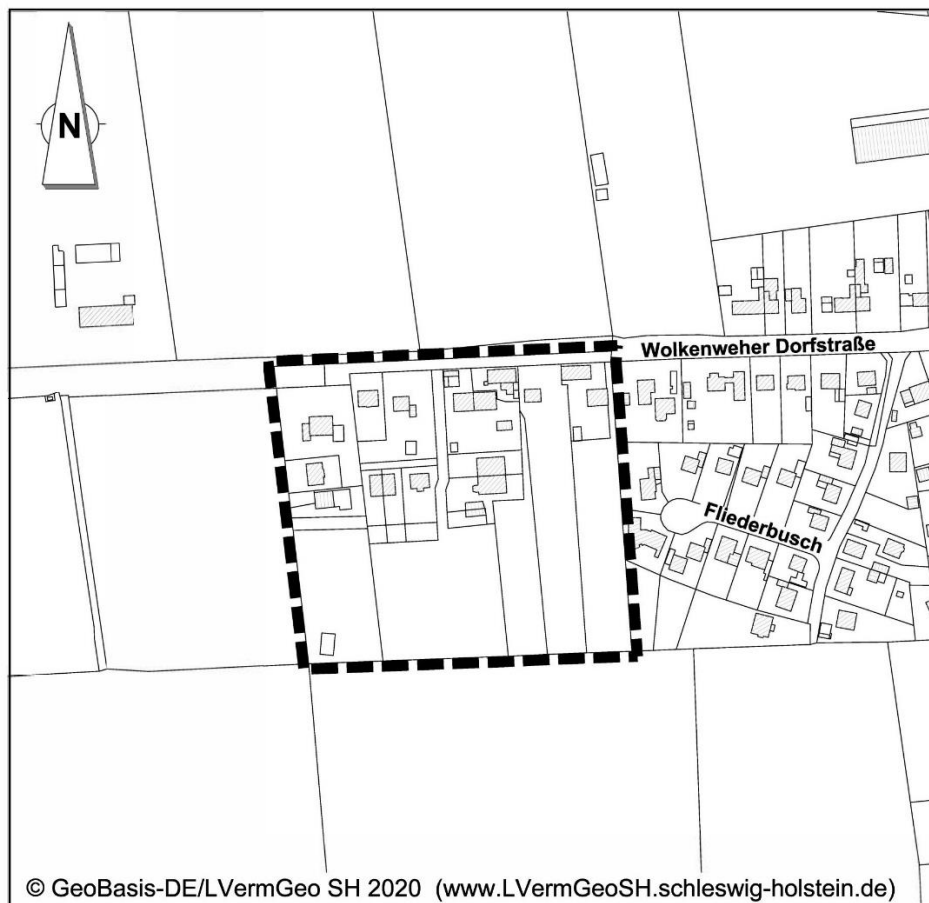 N
Wolkenweher Dorfstraße
Fliederbusch
© GeoBasis-DE/LVermGeo SH 2020 (www.LVermGeoSH.schleswig-holstein.de)